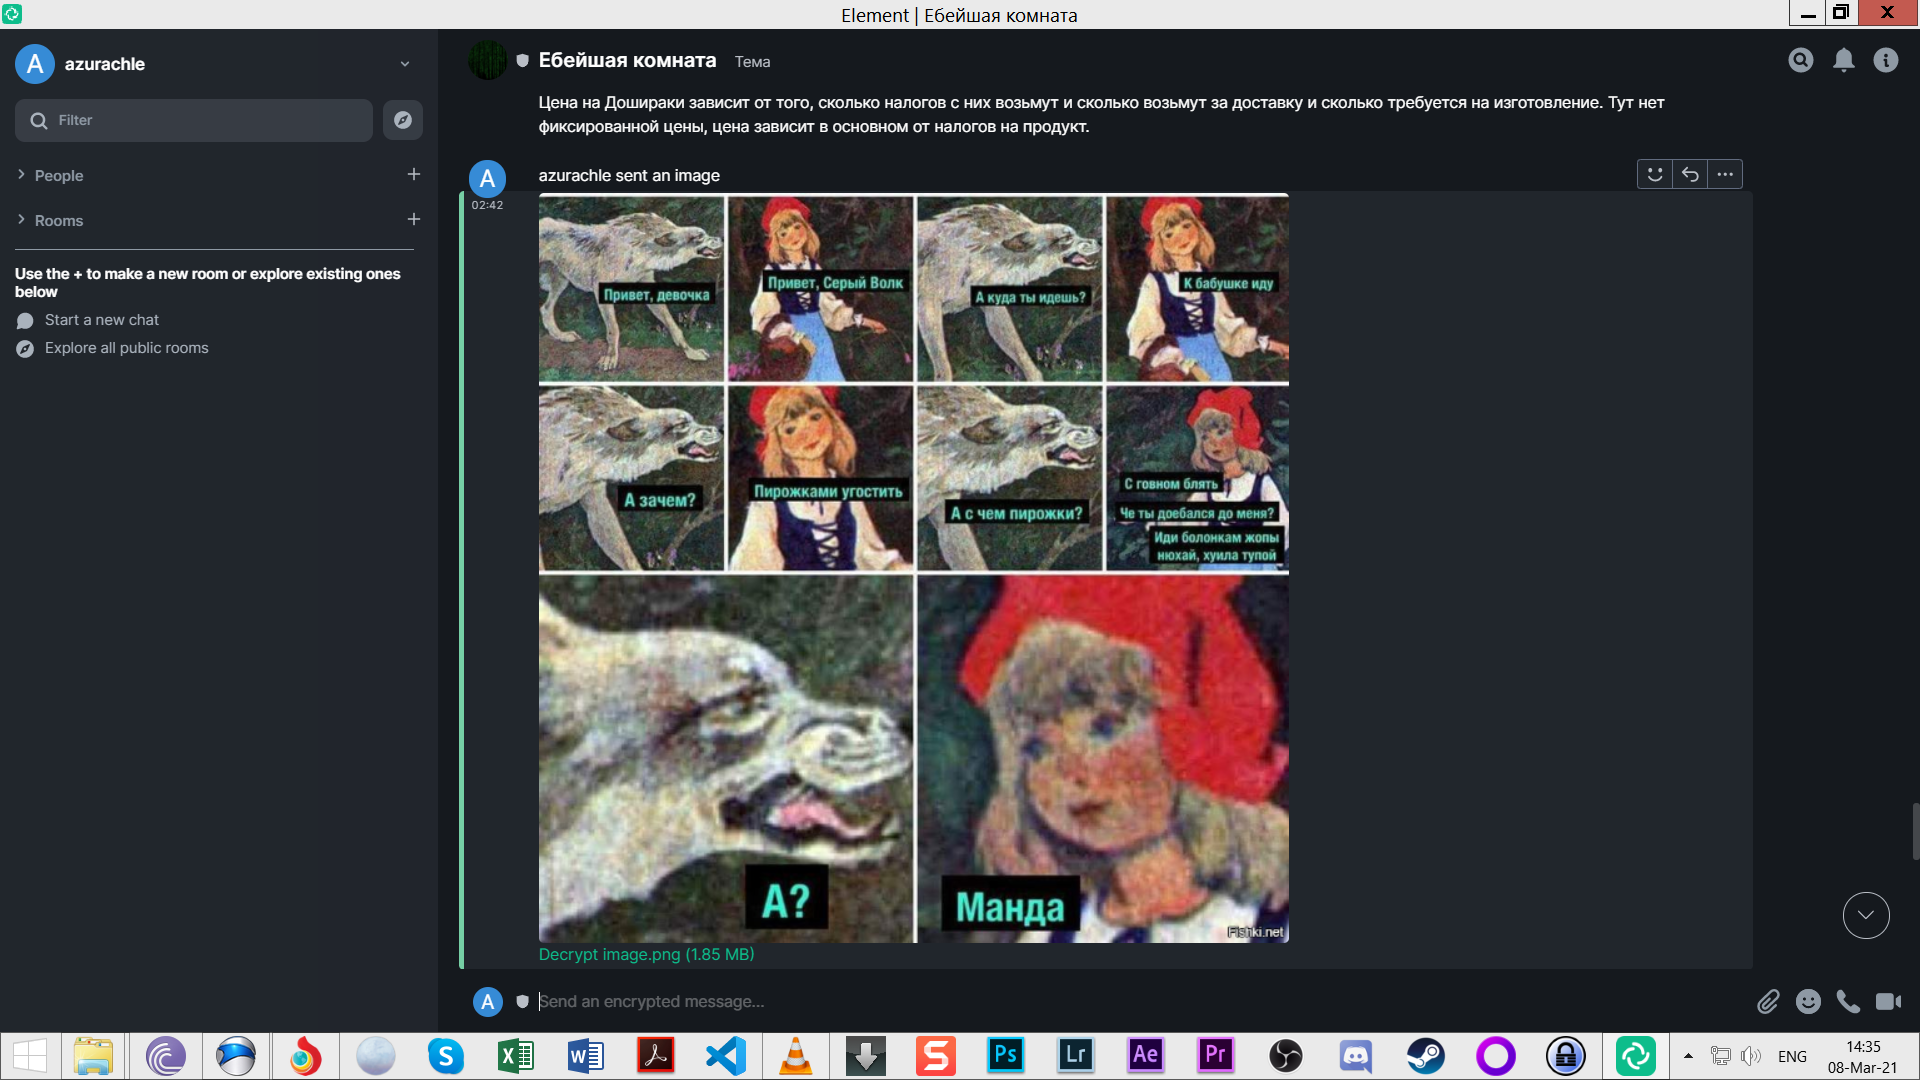 Element | Ебейшая комната
A azurachle
Filter
People
Rooms
Use the + to make a new room or explore existing ones
below
Start a new chat
Explore all public rooms
Ебейшая комната Тема
Цена на Дошираки зависит от того, сколько налогов с них возьмут и сколько возьмут за доставку и сколько требуется на изготовление. Тут нет
фиксированной цены, цена зависит в основном от налогов на продукт.
A azurachle sent an image
02:42
Привет, девочка
Привет, Серый Волк
А куда ты идешь?
К бабушке иду
А зачем?
Пирожками угостить
А с чем пирожки?
С говном блять
Че ты доебался до меня?
Иди болонкам жопы
нюхай, хуила тупой
А?
Манда
Fishki.net
Decrypt image.png (1.85 MB)
A Send an encrypted message...
S X W S Ps Lr Ae Pr
ENG
14:35
08-Mar-21